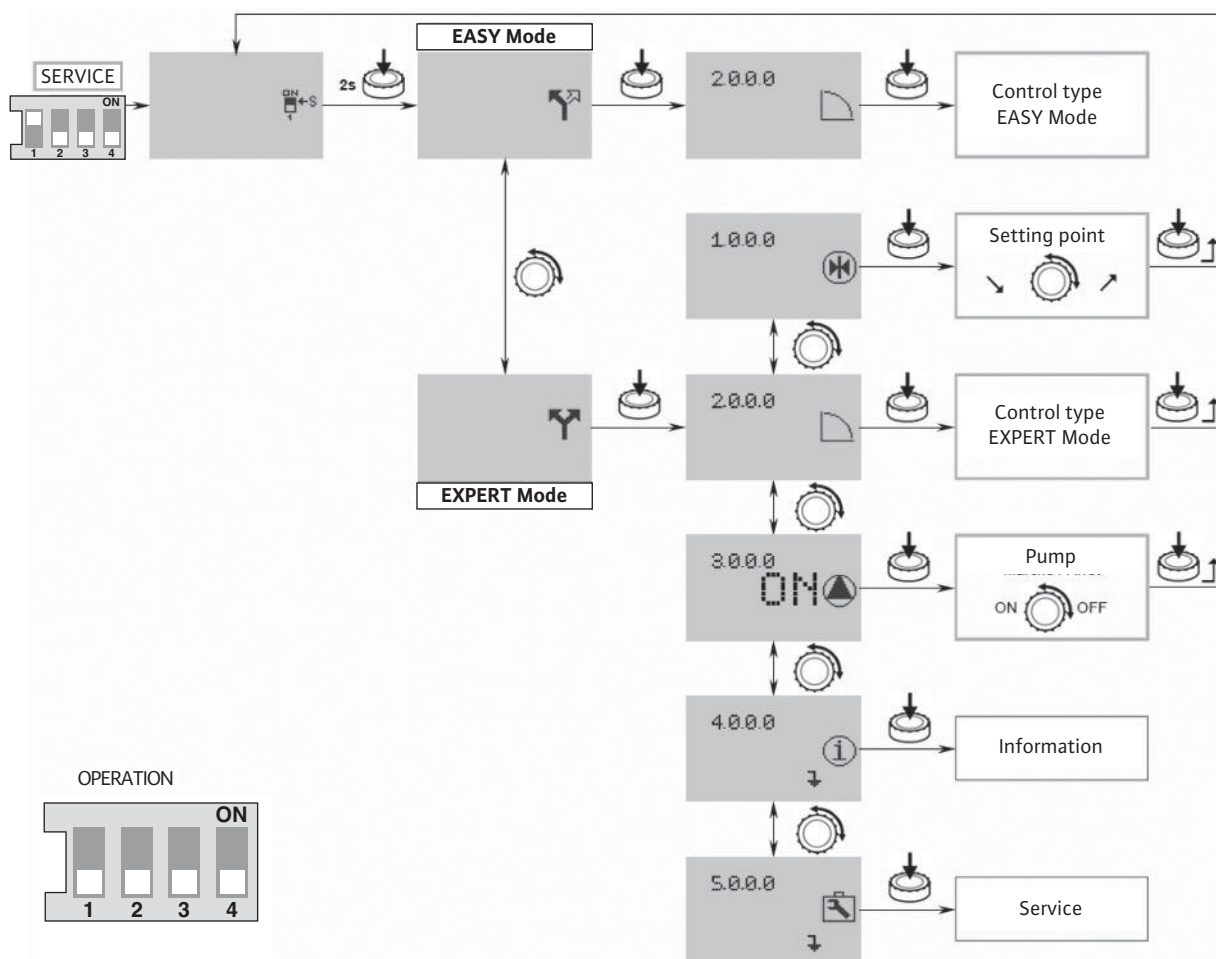 EASY Mode
SERVICE
ON
1 2 3 4
ON
←S
1
2s
2.0.0.0
Control type
EASY Mode
1.0.0.0
Setting point
2.0.0.0
Control type
EXPERT Mode
EXPERT Mode
3.0.0.0
ON
Pump
ON OFF
4.0.0.0
i
Information
OPERATION
ON
1 2 3 4
5.0.0.0
Service